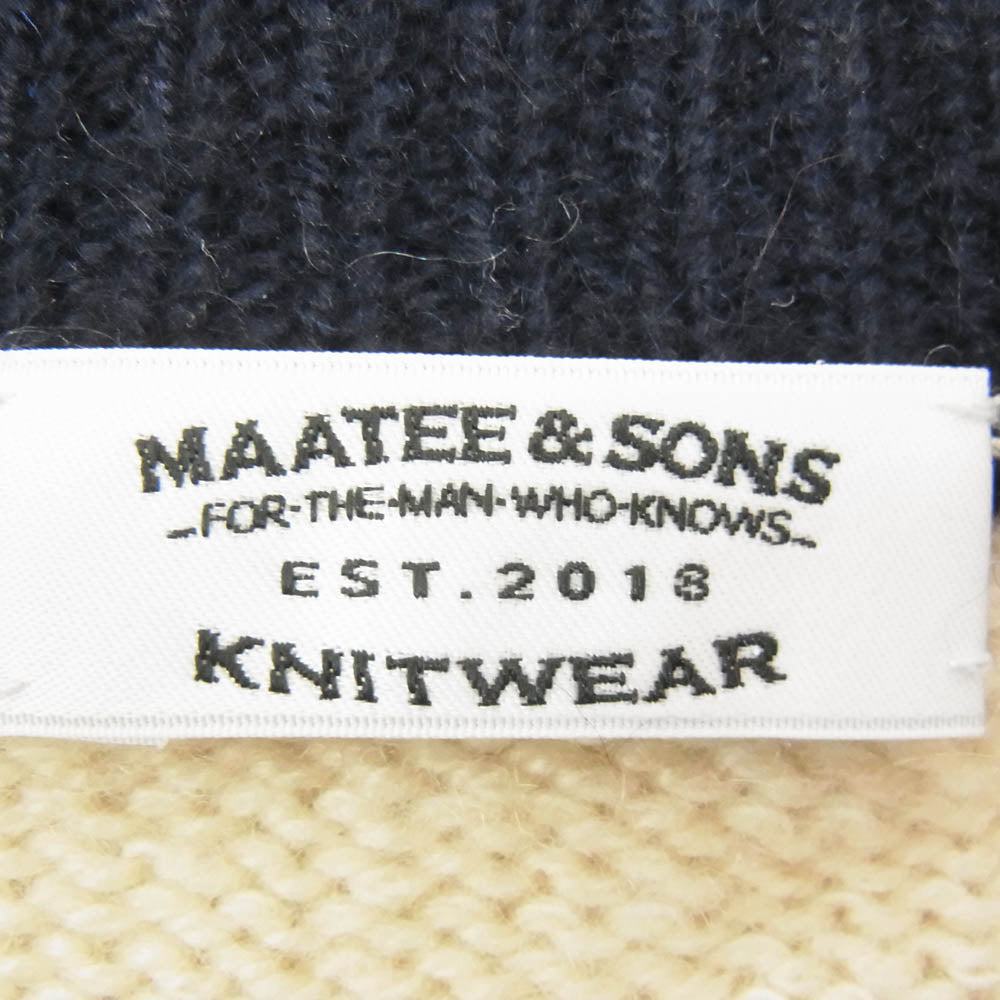 MAATEE & SONS
-FOR-THE-MAN-WHO-KNOWS-
EST.2018
KNITWEAR